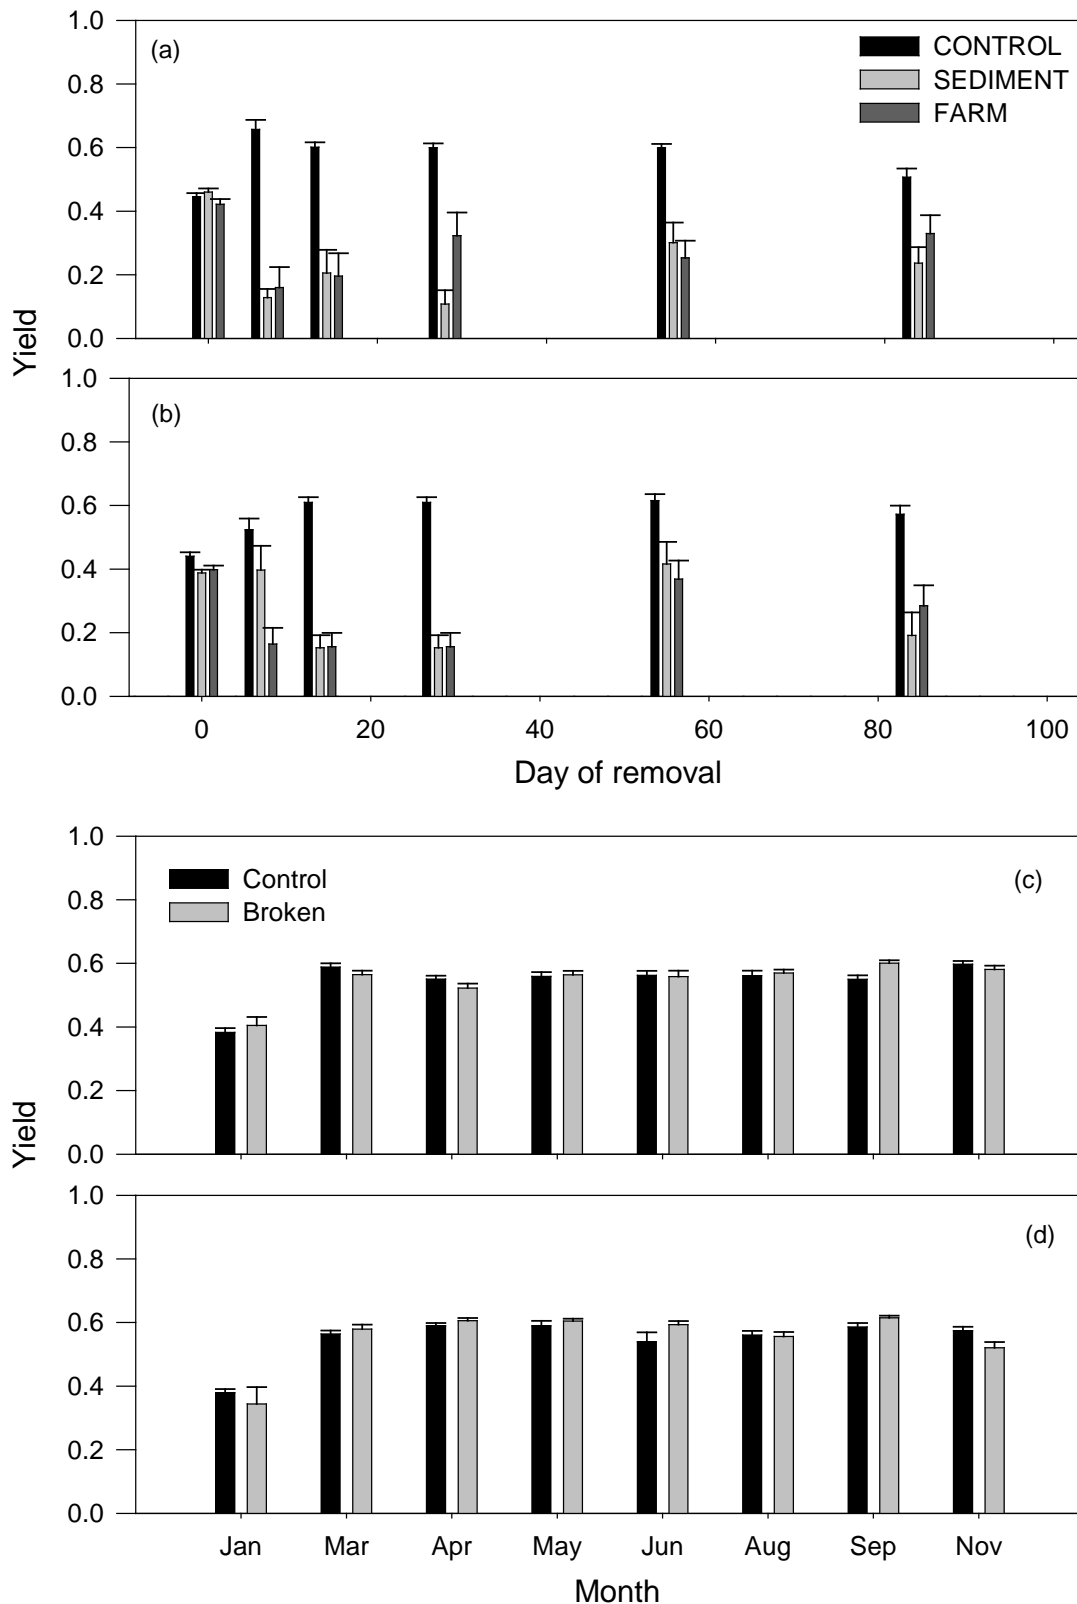 1.0
(a)
CONTROL
0.8
SEDIMENT
FARM
0.6
0.4
0.2
0.0
Yield
1.0
(b)
0.8
0.6
0.4
0.2
0.0
0 20 40 60 80 100
Day of removal
1.0
Control
(c)
0.8
Broken
0.6
0.4
0.2
0.0
Yield
1.0
(d)
0.8
0.6
0.4
0.2
0.0
Jan Mar Apr May Jun Aug Sep Nov
Month